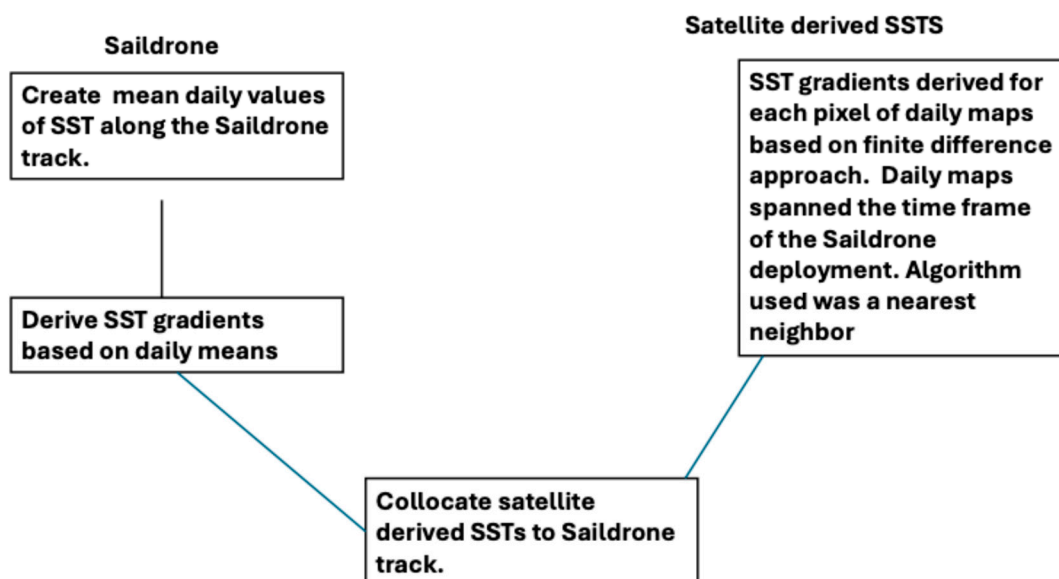 Saildrone
Create mean daily values
of SST along the Saildrone
track.
Derive SST gradients
based on daily means
Satellite derived SSTS
SST gradients derived for
each pixel of daily maps
based on finite difference
approach. Daily maps
spanned the time frame
of the Saildrone
deployment. Algorithm
used was a nearest
neighbor
Collocate satellite
derived SSTs to Saildrone
track.